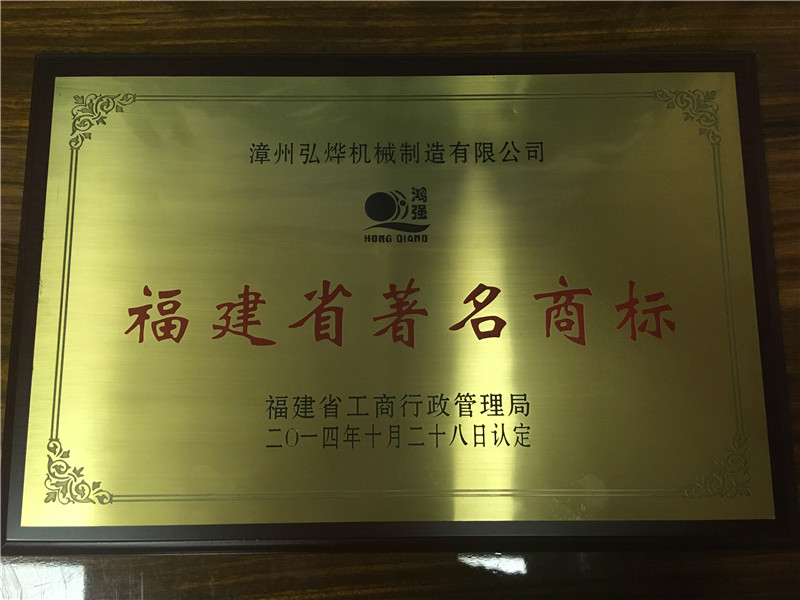 漳州弘烨机械制造有限公司
鸿强
HONG QIANG
福建省著名商标
福建省工商行政管理局
二〇一四年十月二十八日认定